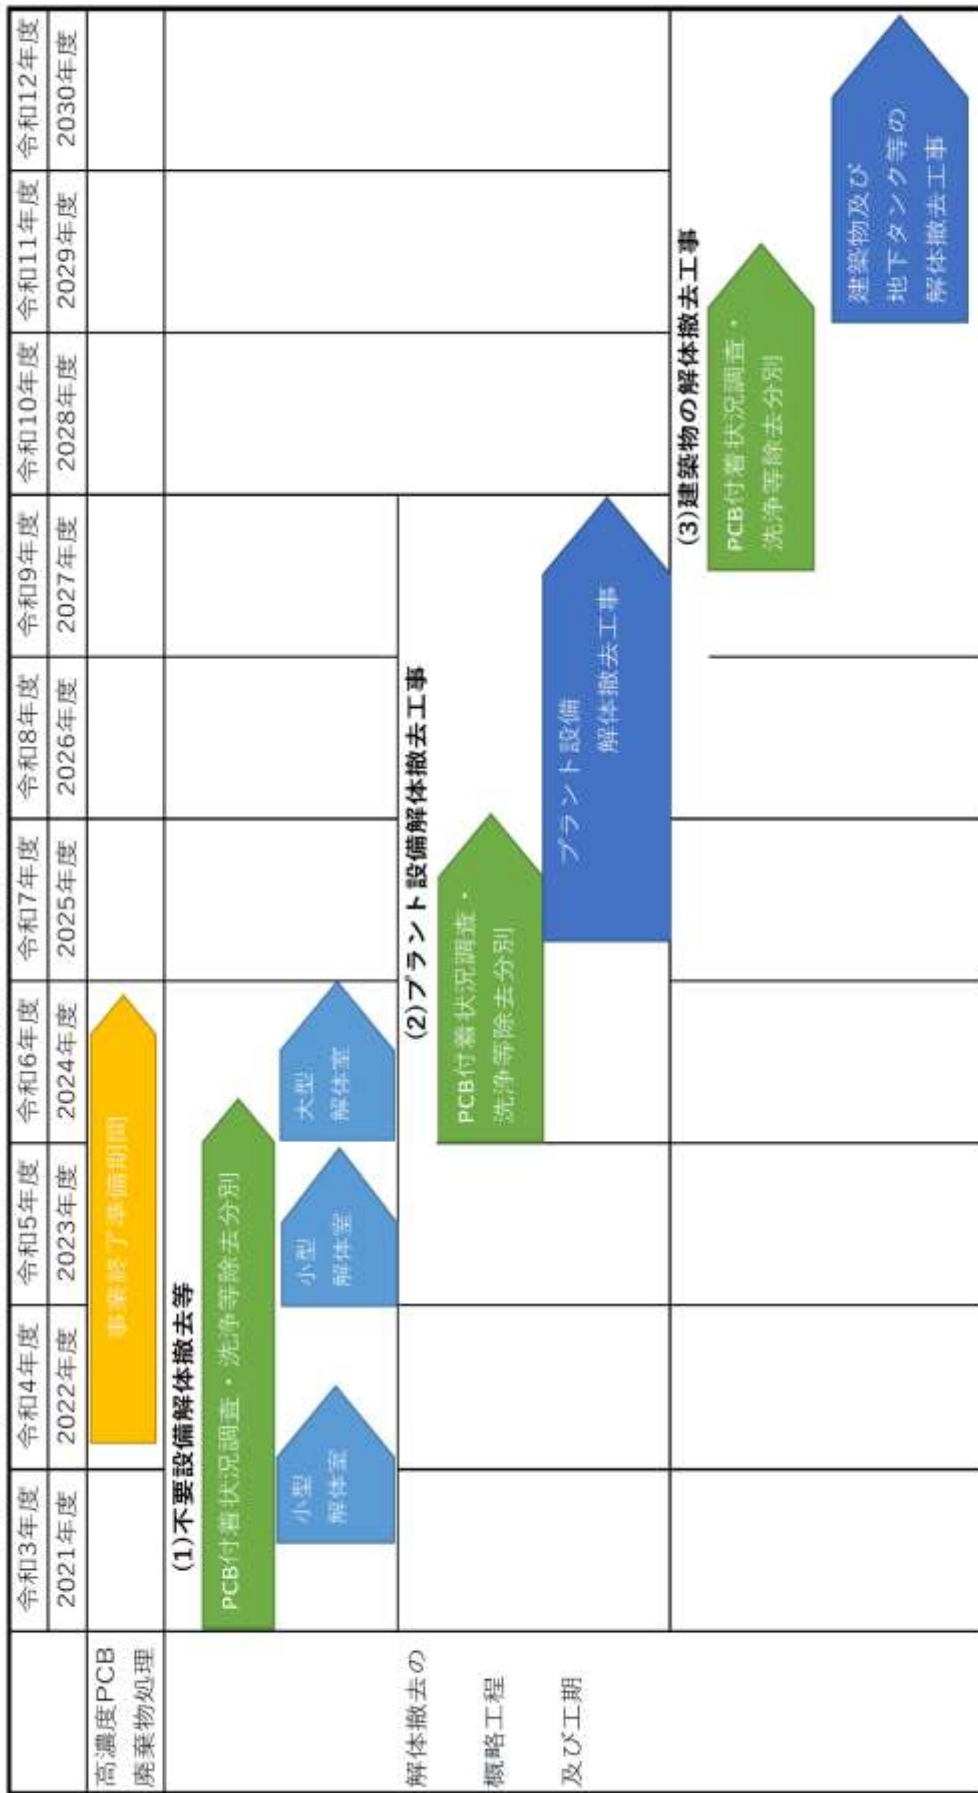 令和3年度 令和4年度 令和5年度 令和6年度 令和7年度 令和8年度 令和9年度 令和10年度 令和11年度 令和12年度
2021年度 2022年度 2023年度 2024年度 2025年度 2026年度 2027年度 2028年度 2029年度 2030年度
高濃度PCB
廃棄物処理
事業終了準備期間
解体撤去の
概略工程
及び工期
(1)不要設備解体撤去等
PCB付着状況調査・洗浄等除去分別
小型
解体室
小型
解体室
大型
解体室
(2)プラント設備解体撤去工事
PCB付着状況調査・
洗浄等除去分別
プラント設備
解体撤去工事
(3)建築物の解体撤去工事
PCB付着状況調査・
洗浄等除去分別
建築物及び
地下タンク等の
解体撤去工事